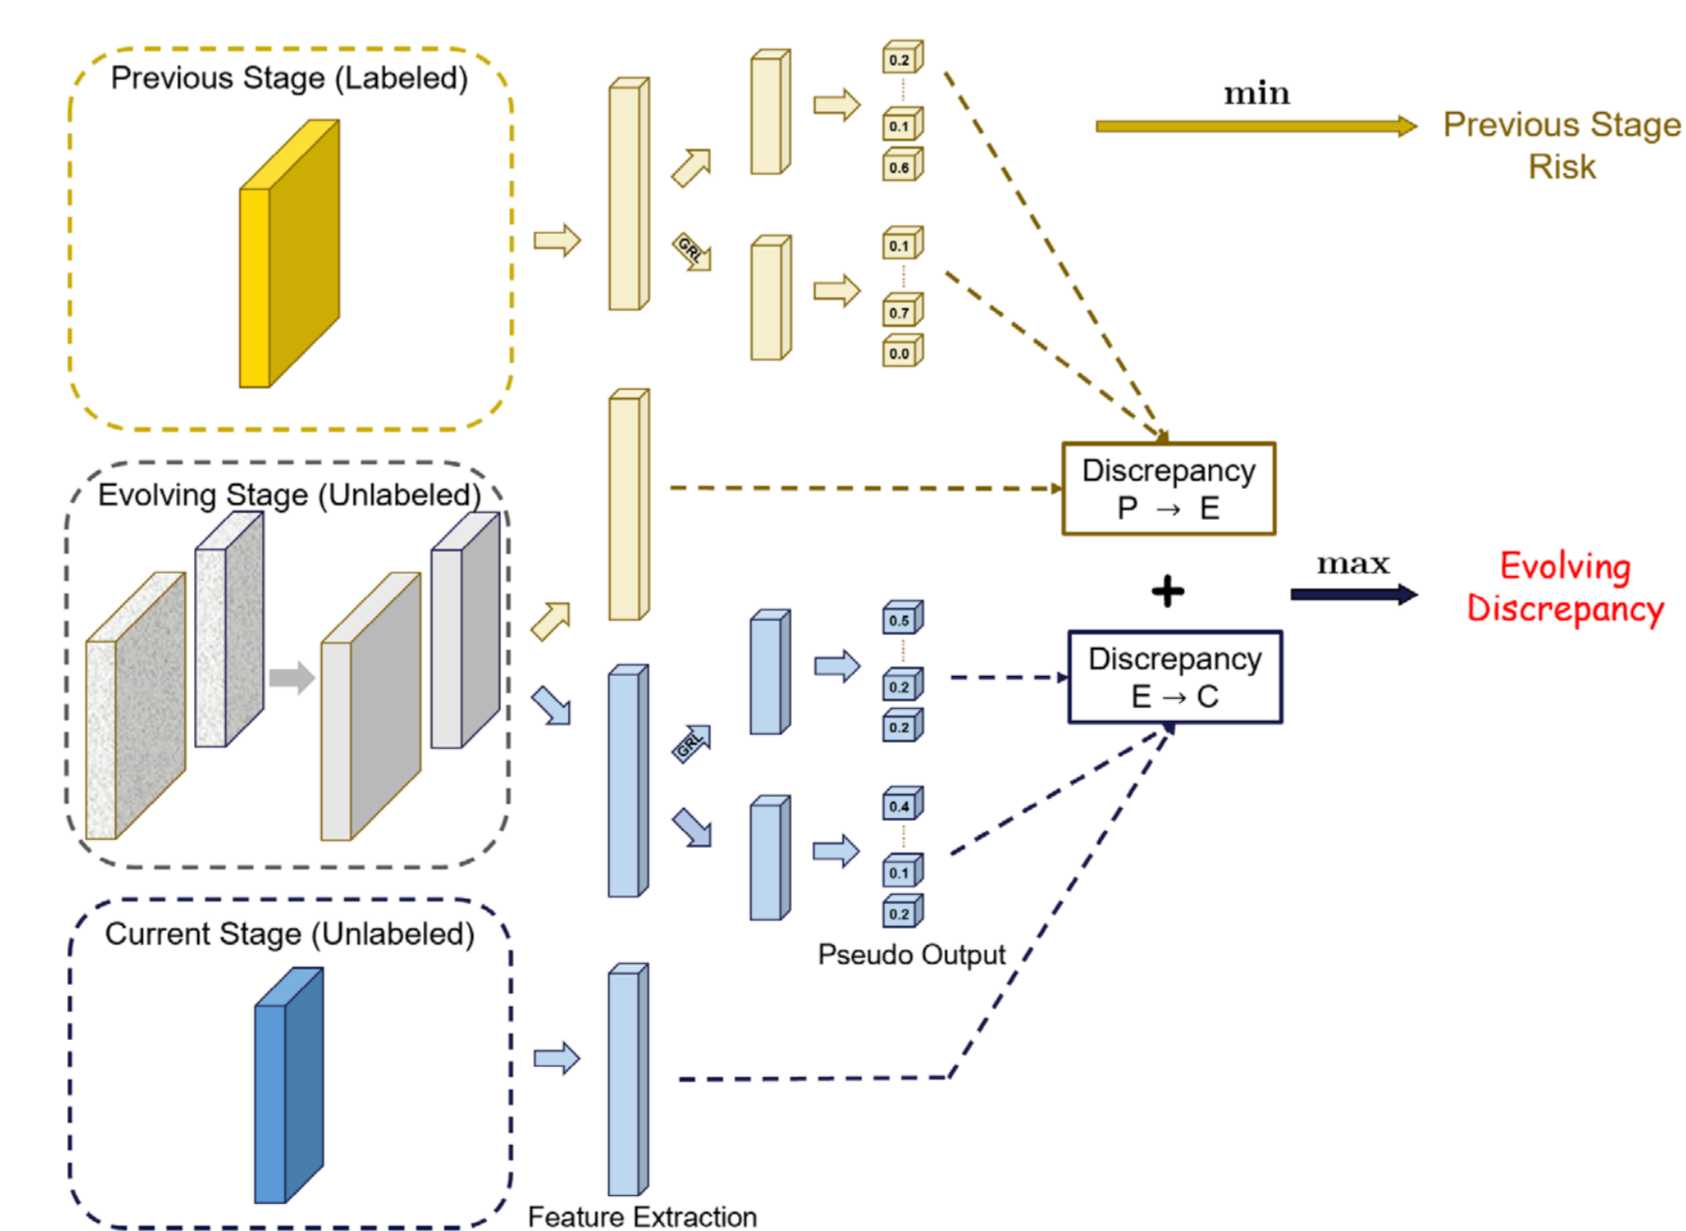 Previous Stage (Labeled)
0.2
0.1
0.6
GRL
0.1
0.7
0.0
min
Previous Stage
Risk
Evolving Stage (Unlabeled)
Discrepancy
P → E
+
max
Evolving
Discrepancy
Discrepancy
E → C
0.5
0.2
0.2
GRL
0.4
0.1
0.2
Pseudo Output
Current Stage (Unlabeled)
Feature Extraction